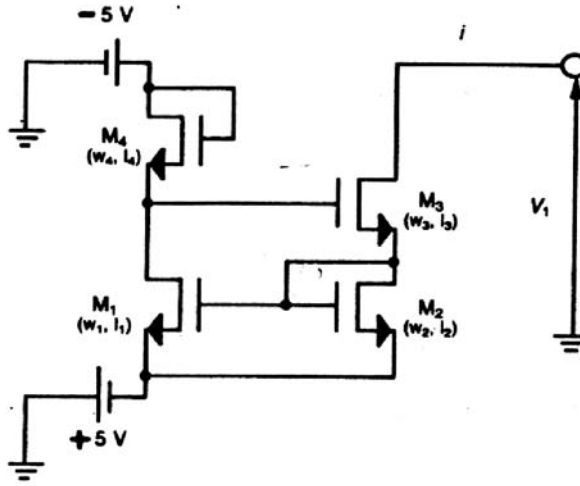 − 5 V
i
M₄
(w₄, l₄)
M₃
(w₃, l₃)
V₁
M₁
(w₁, l₁)
M₂
(w₂, l₂)
+ 5 V